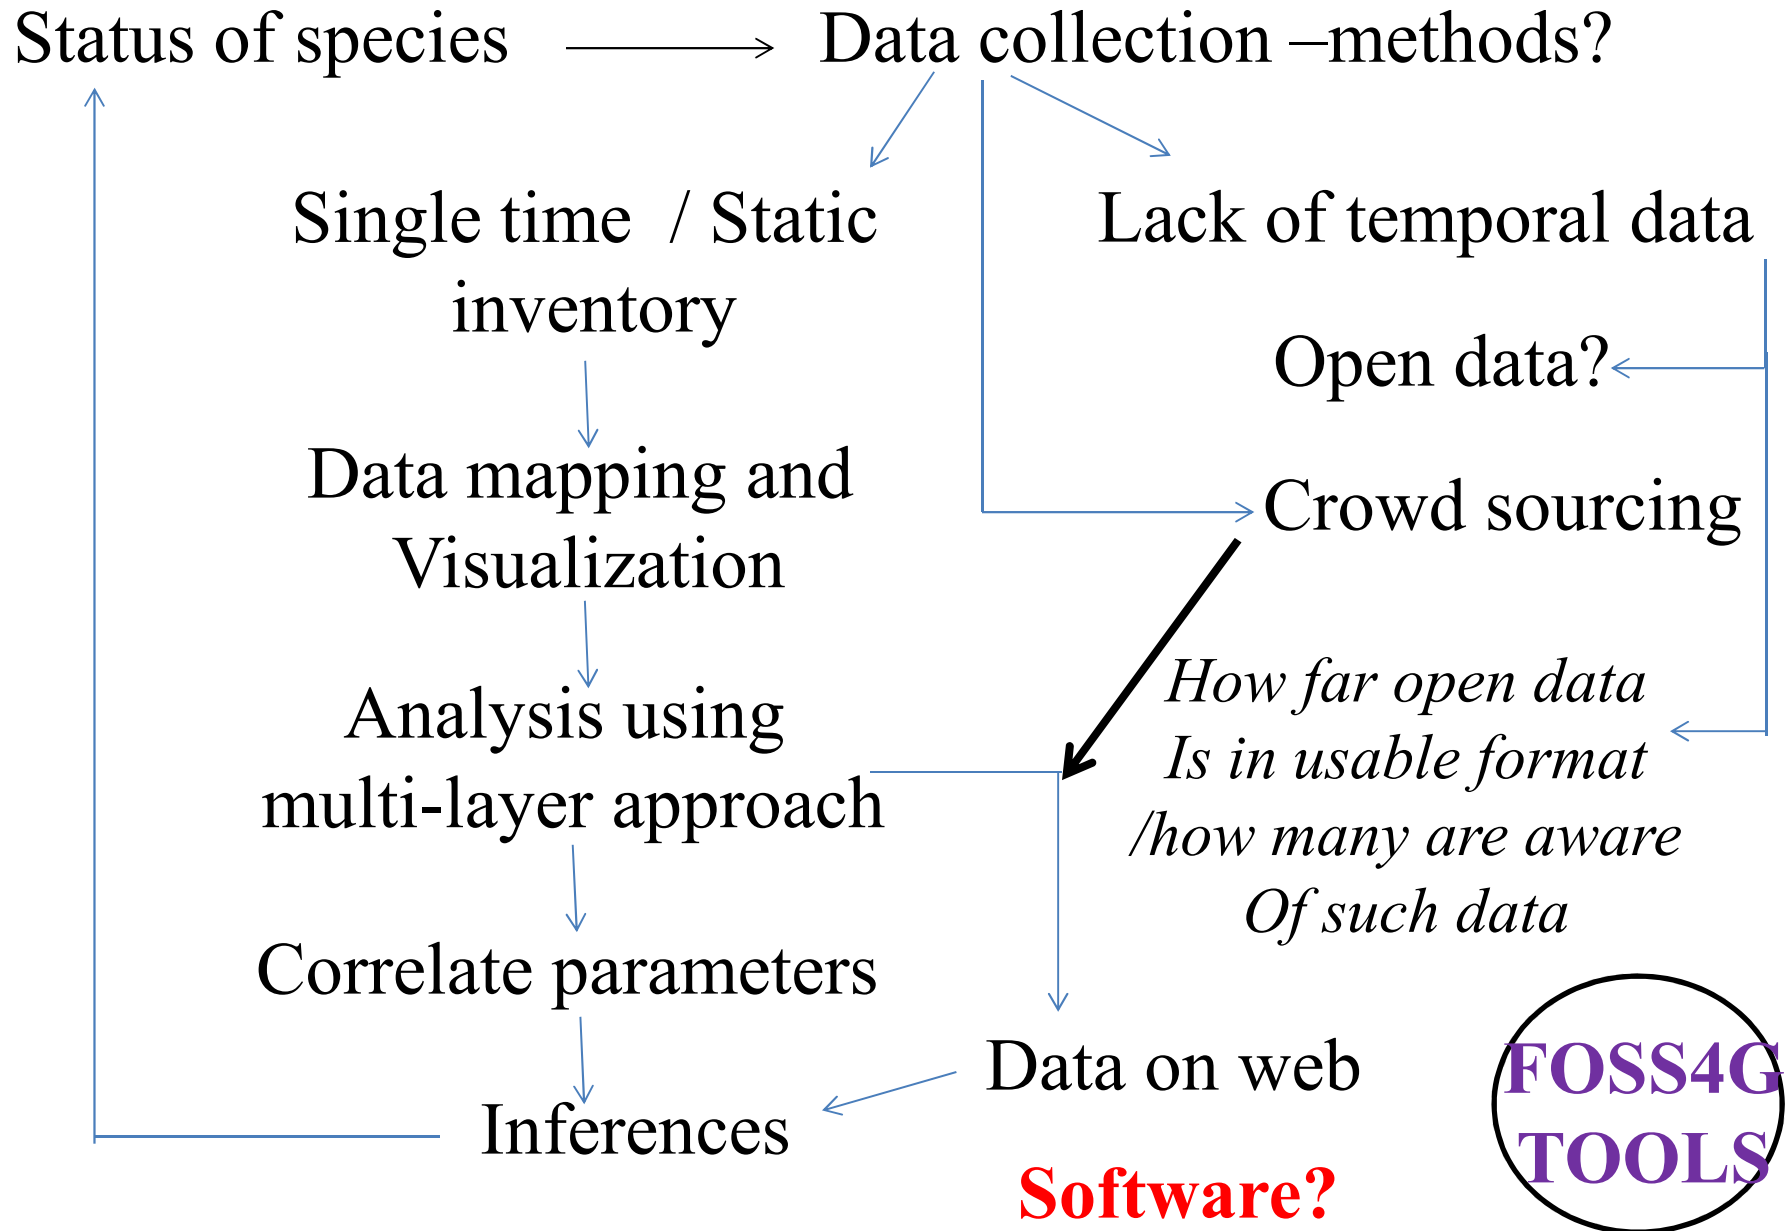 Status of species
Data collection –methods?
Single time / Static
inventory
Lack of temporal data
Open data?
Data mapping and
Visualization
Crowd sourcing
Analysis using
multi-layer approach
How far open data
Is in usable format
/how many are aware
Of such data
Correlate parameters
Data on web
Inferences
Software?
FOSS4G
TOOLS